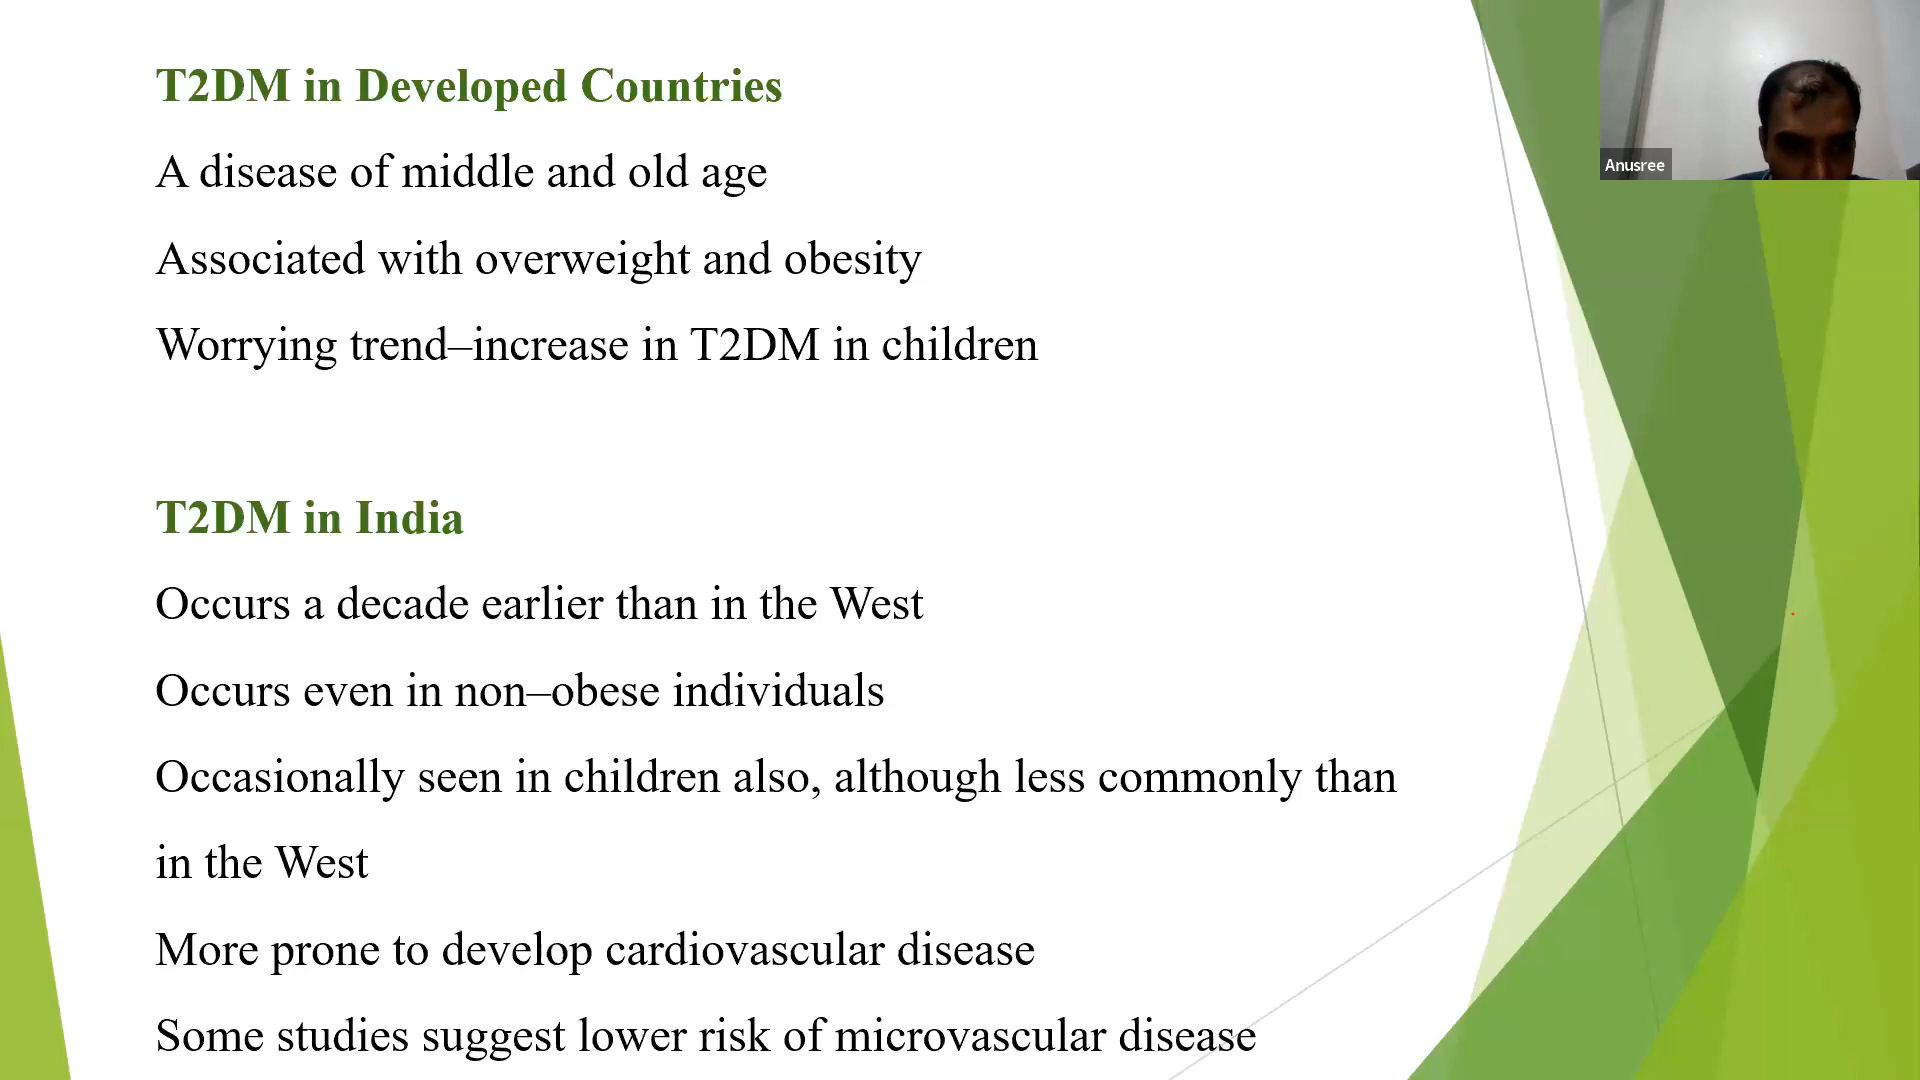 T2DM in Developed Countries
A disease of middle and old age
Associated with overweight and obesity
Worrying trend–increase in T2DM in children
T2DM in India
Occurs a decade earlier than in the West
Occurs even in non–obese individuals
Occasionally seen in children also, although less commonly than
in the West
More prone to develop cardiovascular disease
Some studies suggest lower risk of microvascular disease
Anusree